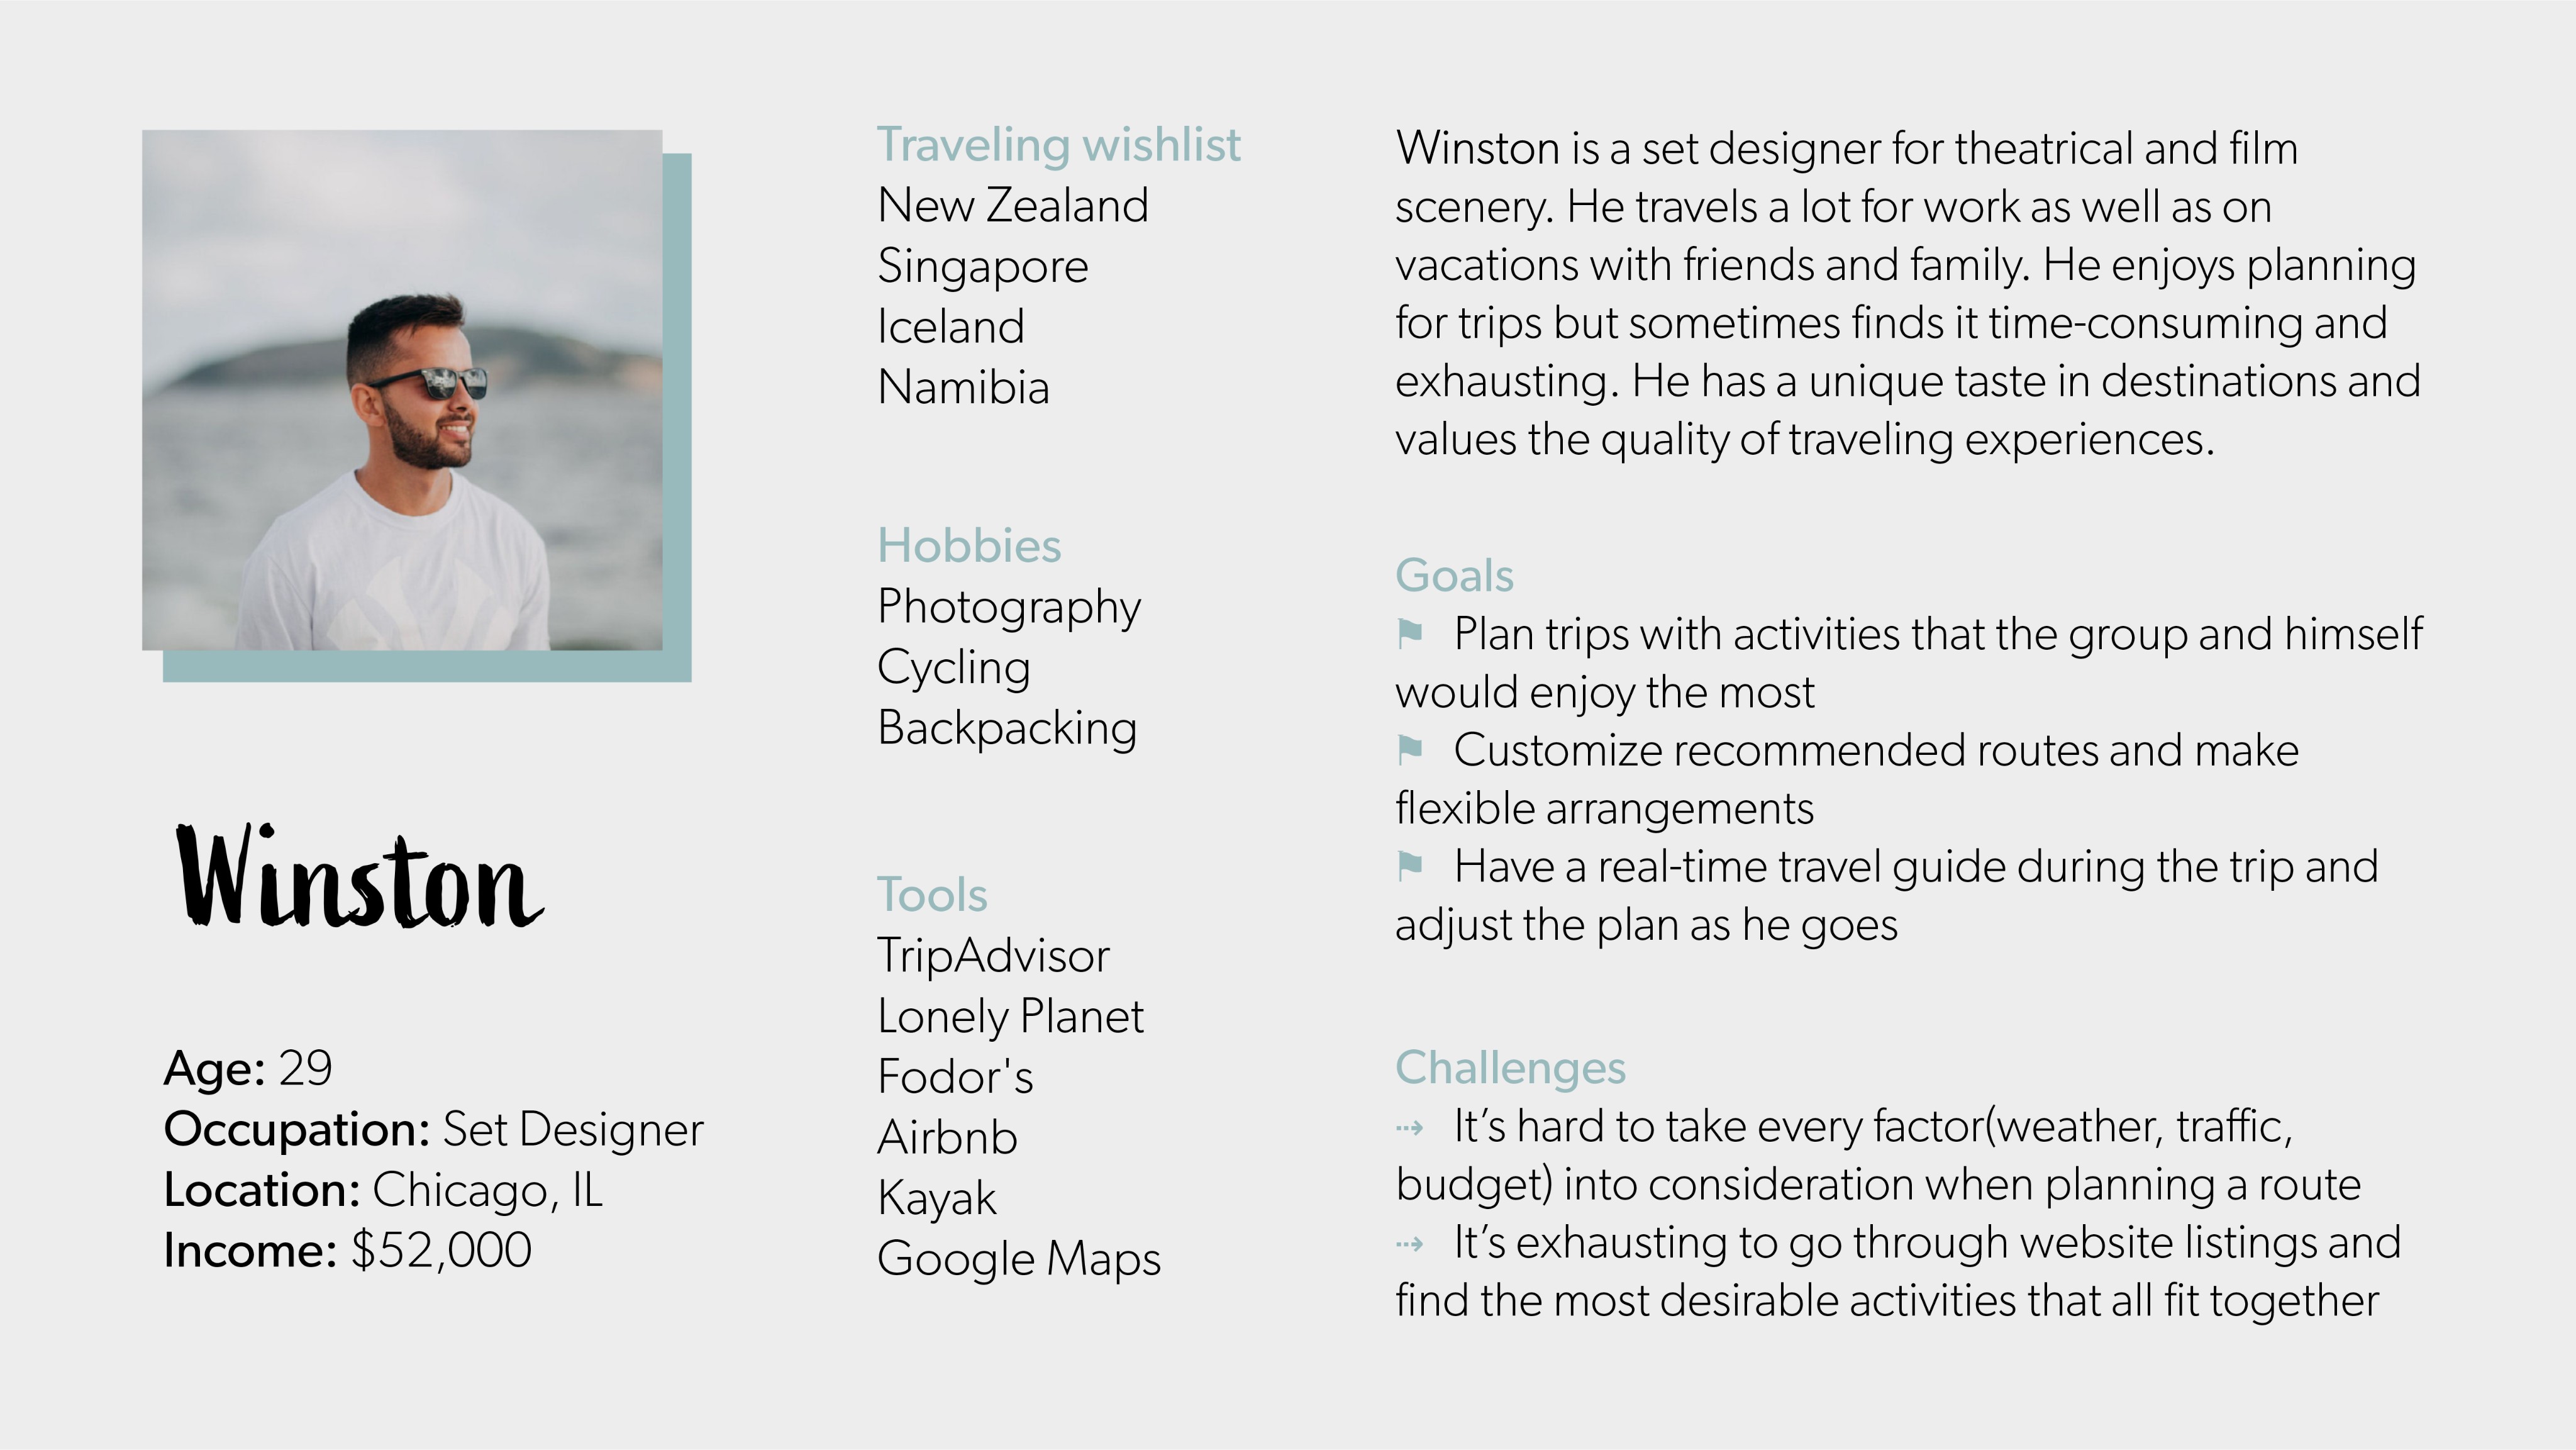 Winston
Age: 29
Occupation: Set Designer
Location: Chicago, IL
Income: $52,000
Traveling wishlist
New Zealand
Singapore
Iceland
Namibia
Hobbies
Photography
Cycling
Backpacking
Tools
TripAdvisor
Lonely Planet
Fodor's
Airbnb
Kayak
Google Maps
Winston is a set designer for theatrical and film
scenery. He travels a lot for work as well as on
vacations with friends and family. He enjoys planning
for trips but sometimes finds it time-consuming and
exhausting. He has a unique taste in destinations and
values the quality of traveling experiences.
Goals
⚑ Plan trips with activities that the group and himself
would enjoy the most
⚑ Customize recommended routes and make
flexible arrangements
⚑ Have a real-time travel guide during the trip and
adjust the plan as he goes
Challenges
⇢ It’s hard to take every factor(weather, traffic,
budget) into consideration when planning a route
⇢ It’s exhausting to go through website listings and
find the most desirable activities that all fit together